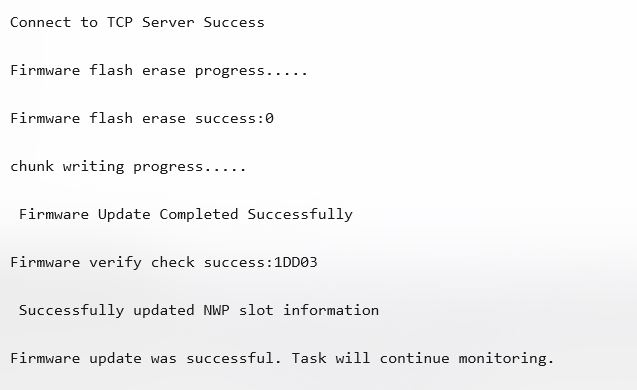 Connect to TCP Server Success
Firmware flash erase progress.....
Firmware flash erase success:0
chunk writing progress.....
Firmware Update Completed Successfully
Firmware verify check success:1DD03
Successfully updated NWP slot information
Firmware update was successful. Task will continue monitoring.